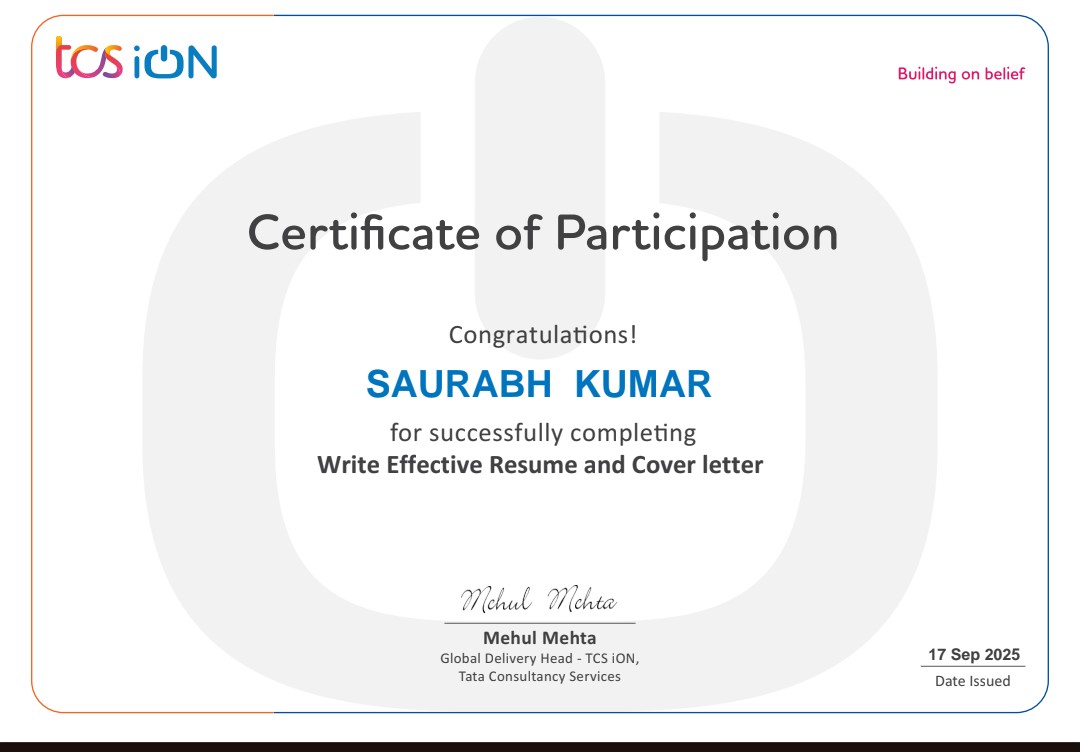 tcs iON
Building on belief
Certificate of Participation
Congratulations!
SAURABH KUMAR
for successfully completing
Write Effective Resume and Cover letter
Mehul Mehta
Mehul Mehta
Global Delivery Head - TCS iON,
Tata Consultancy Services
17 Sep 2025
Date Issued